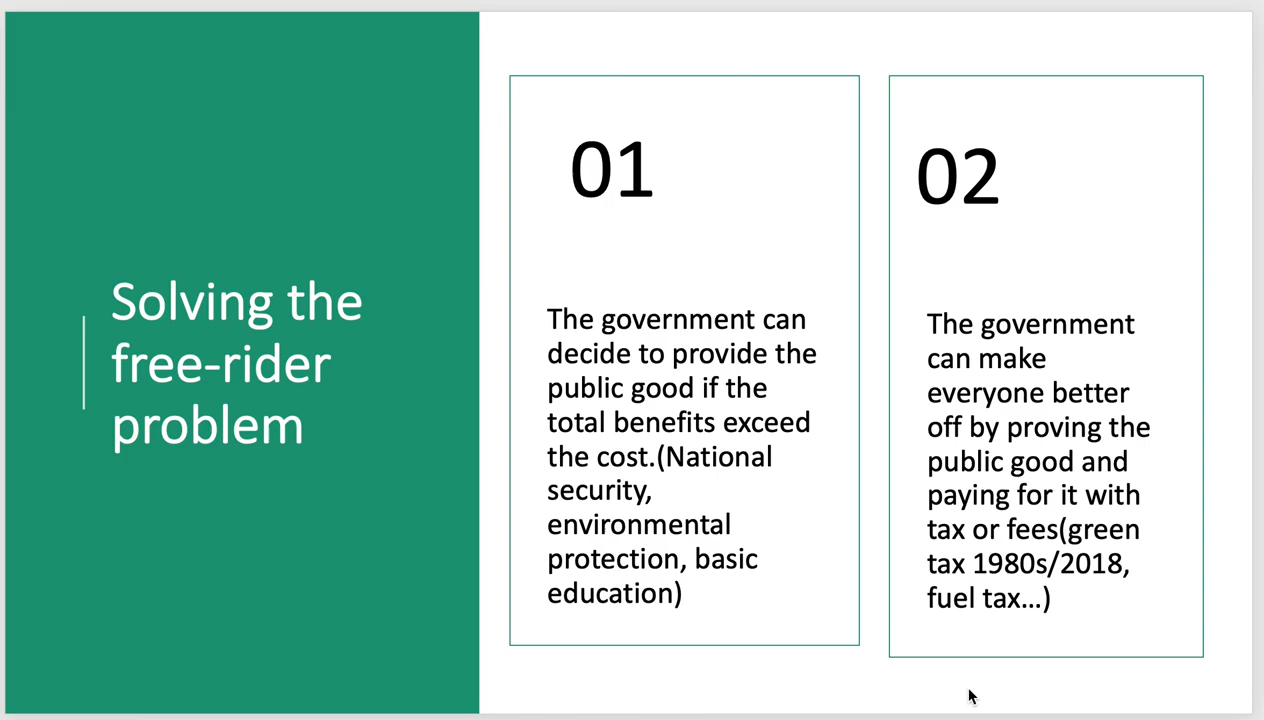 Solving the
free-rider
problem
01
The government can
decide to provide the
public good if the
total benefits exceed
the cost.(National
security,
environmental
protection, basic
education)
02
The government
can make
everyone better
off by proving the
public good and
paying for it with
tax or fees(green
tax 1980s/2018,
fuel tax...)